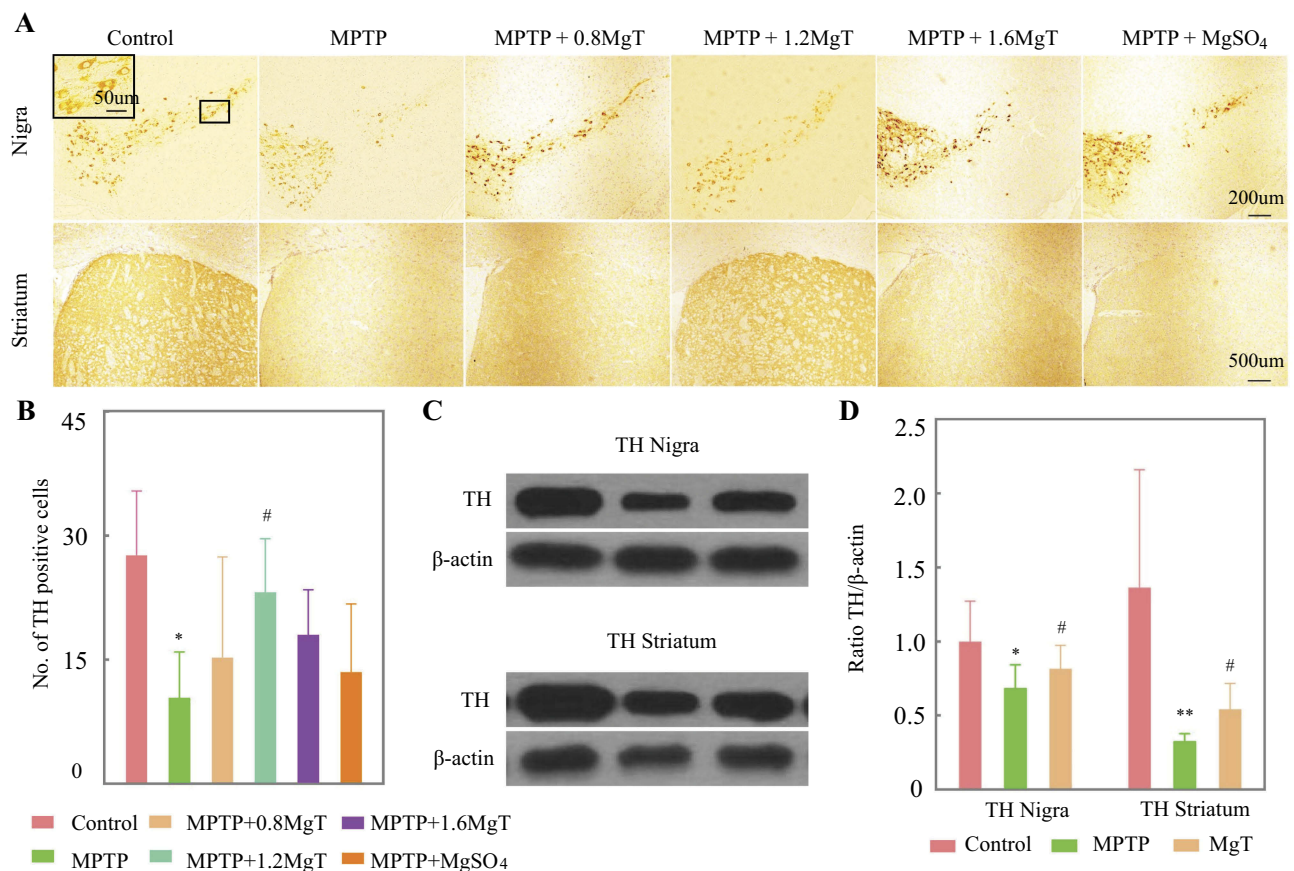 A
Control MPTP MPTP + 0.8MgT MPTP + 1.2MgT MPTP + 1.6MgT MPTP + MgSO4
Nigra
50um
200um
Striatum
500um
B
No. of TH positive cells
45
30
15
0
*
#
Control MPTP+0.8MgT MPTP+1.6MgT
MPTP MPTP+1.2MgT MPTP+MgSO4
C
TH Nigra
TH
β-actin
TH Striatum
TH
β-actin
D
Ratio TH/β-actin
2.5
2.0
1.5
1.0
0.5
0
*
#
**
#
TH Nigra TH Striatum
Control MPTP MgT